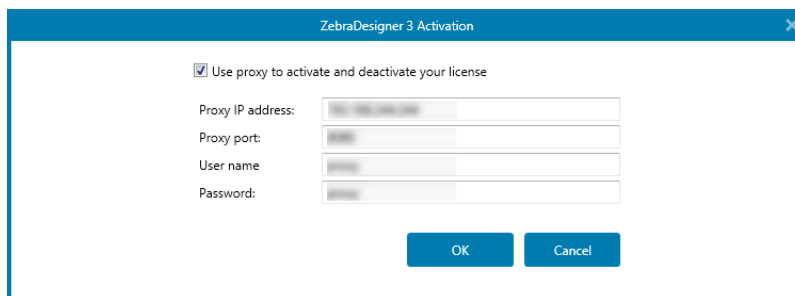 ZebraDesigner 3 Activation
Use proxy to activate and deactivate your license
Proxy IP address:
Proxy port:
User name
Password:
OK Cancel